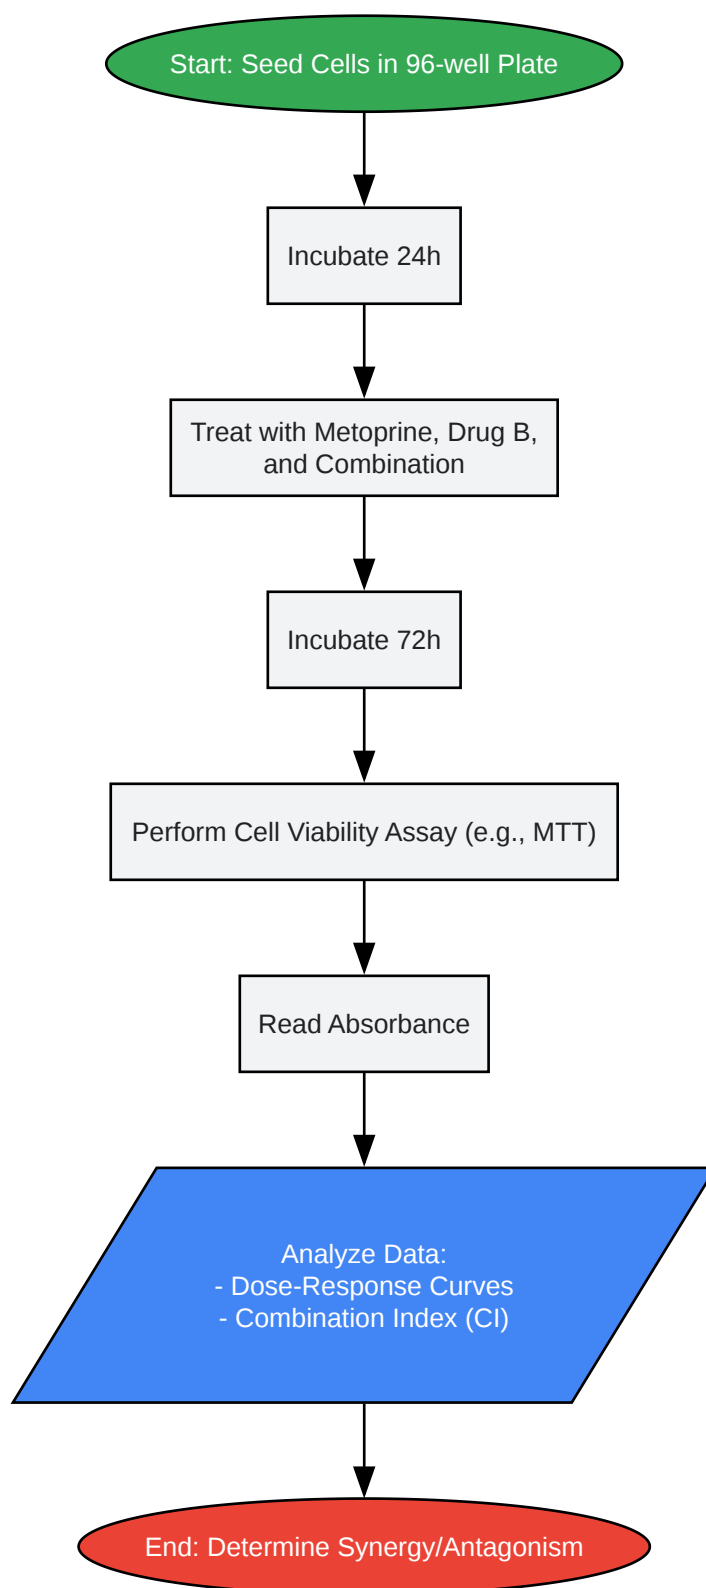 Start: Seed Cells in 96-well Plate
Incubate 24h
Treat with Metoprine, Drug B,
and Combination
Incubate 72h
Perform Cell Viability Assay (e.g., MTT)
Read Absorbance
Analyze Data:
- Dose-Response Curves
- Combination Index (CI)
End: Determine Synergy/Antagonism